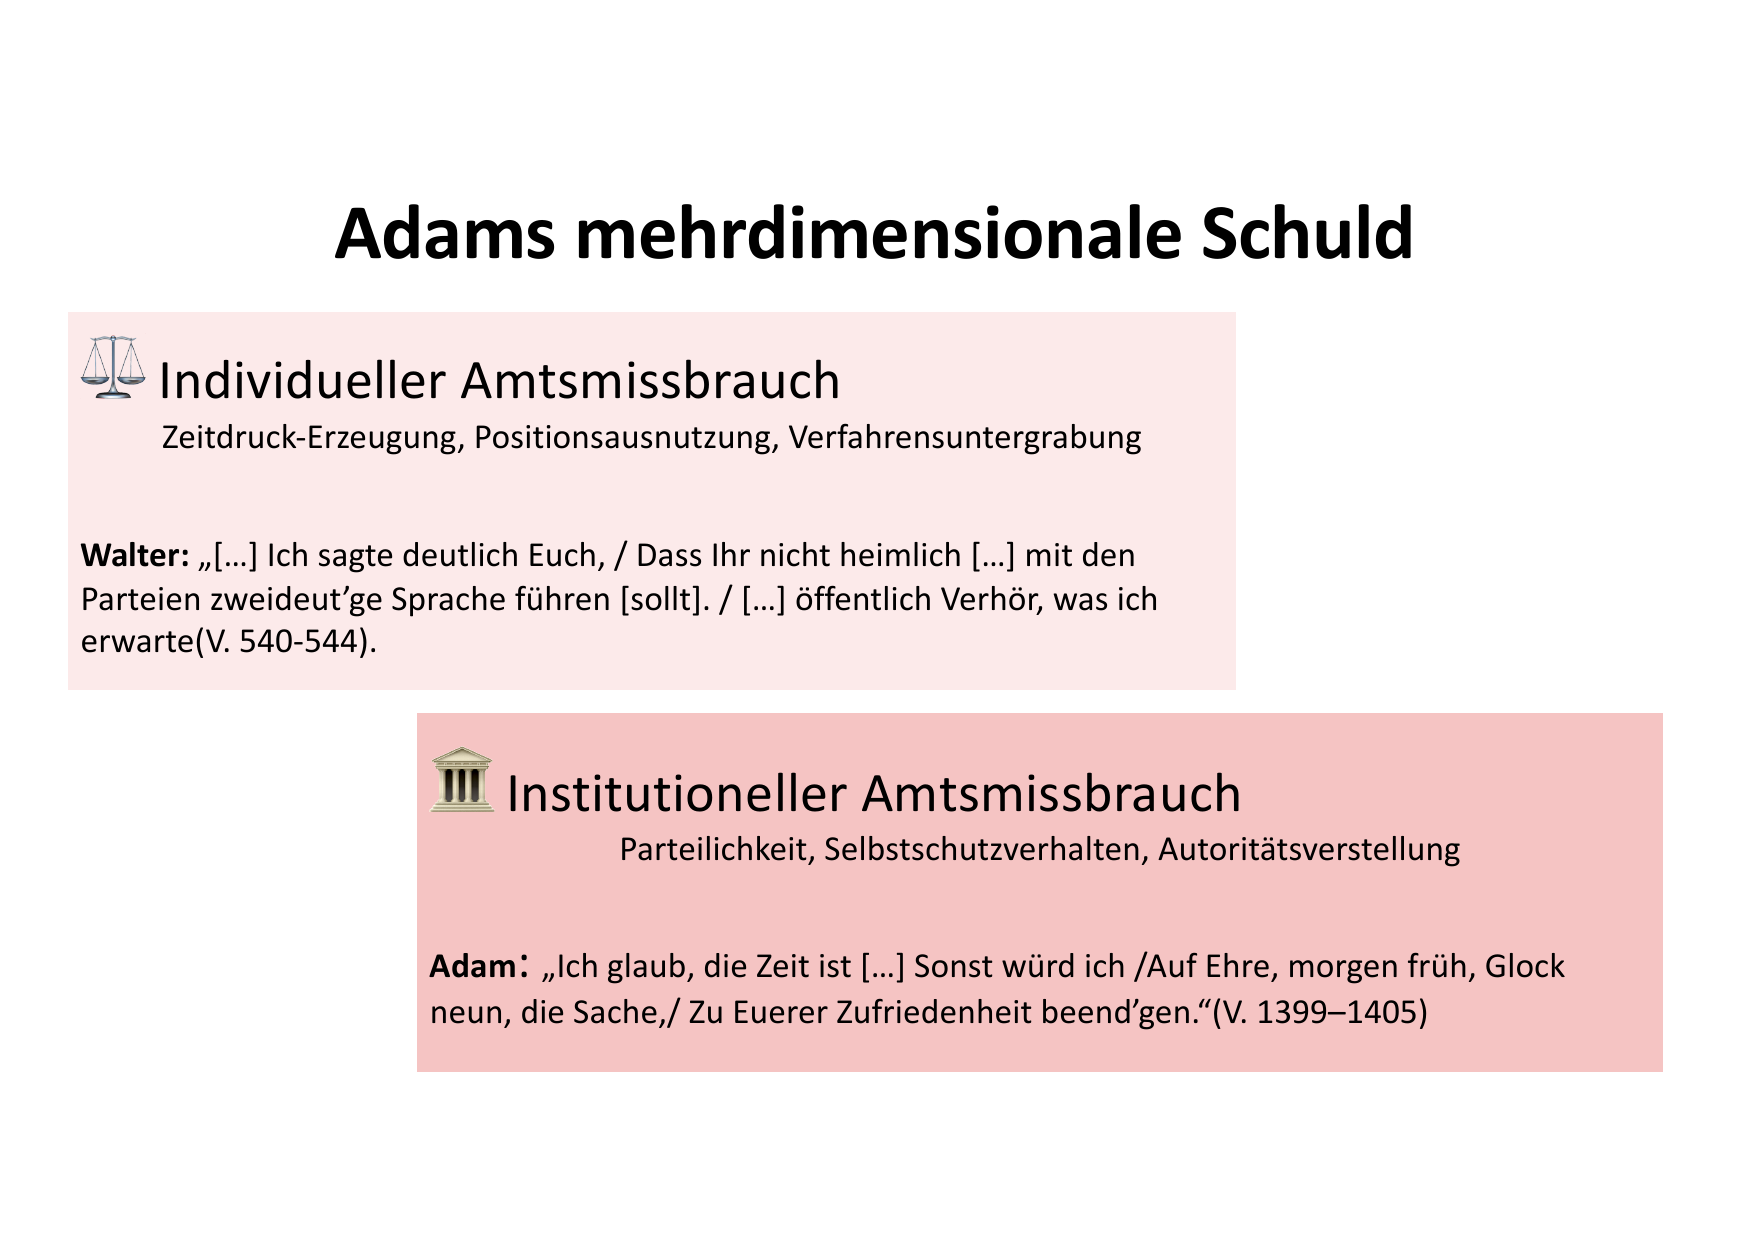 Adams mehrdimensionale Schuld
Individueller Amtsmissbrauch
Zeitdruck-Erzeugung, Positionsausnutzung, Verfahrensuntergrabung
Walter: „[…] Ich sagte deutlich Euch, / Dass Ihr nicht heimlich […] mit den
Parteien zweideut’ge Sprache führen [sollt]. / […] öffentlich Verhör, was ich
erwarte(V. 540-544).
Institutioneller Amtsmissbrauch
Parteilichkeit, Selbstschutzverhalten, Autoritätsverstellung
Adam: „Ich glaub, die Zeit ist […] Sonst würd ich /Auf Ehre, morgen früh, Glock
neun, die Sache,/ Zu Euerer Zufriedenheit beend’gen.“(V. 1399–1405)